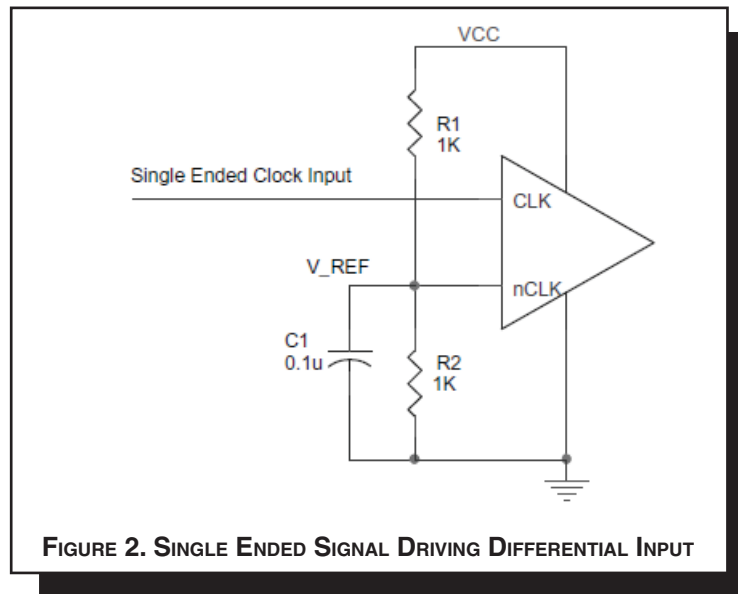 VCC
R1
1K
Single Ended Clock Input
CLK
V_REF
nCLK
C1
0.1u
R2
1K
FIGURE 2. SINGLE ENDED SIGNAL DRIVING DIFFERENTIAL INPUT